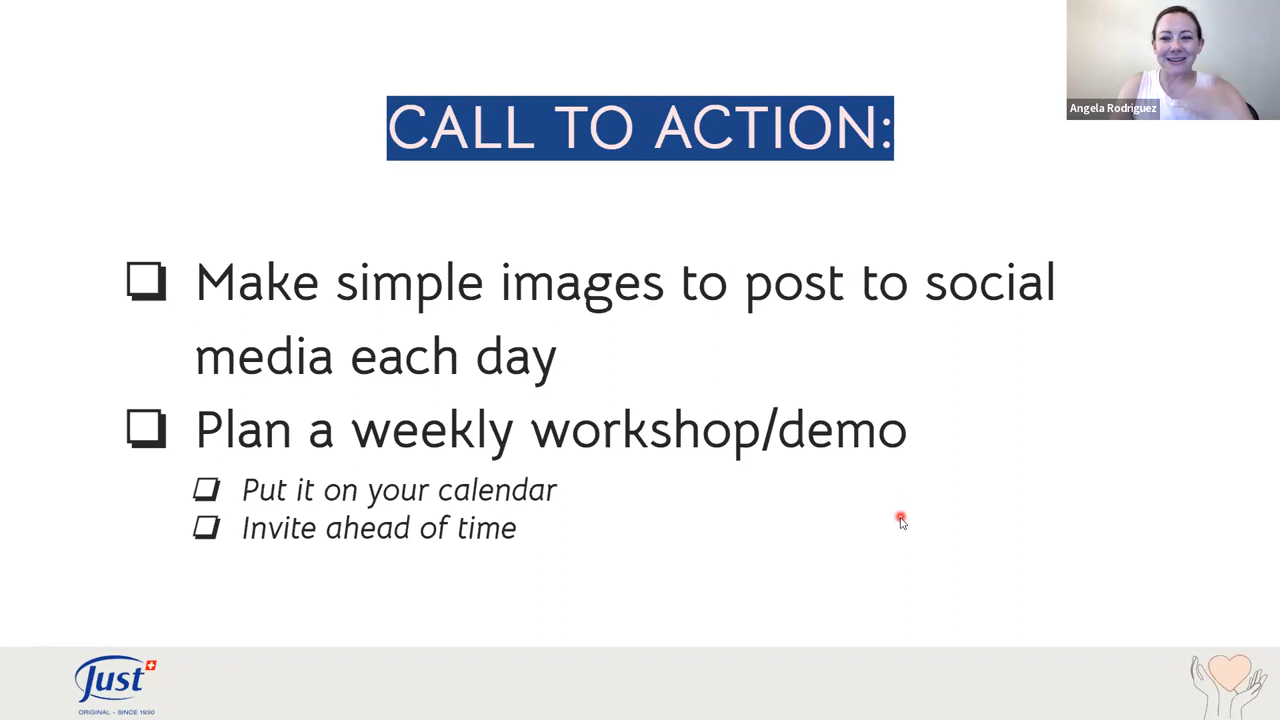 Angela Rodriguez
CALL TO ACTION:
Make simple images to post to social
media each day
Plan a weekly workshop/demo
Put it on your calendar
Invite ahead of time
Just
ORIGINAL - SINCE 1930